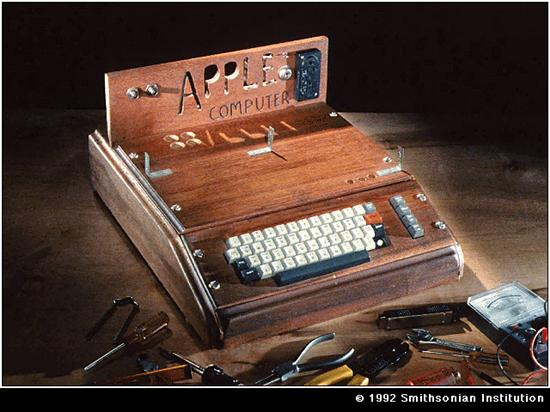 APPLE
COMPUTER
© 1992 Smithsonian Institution